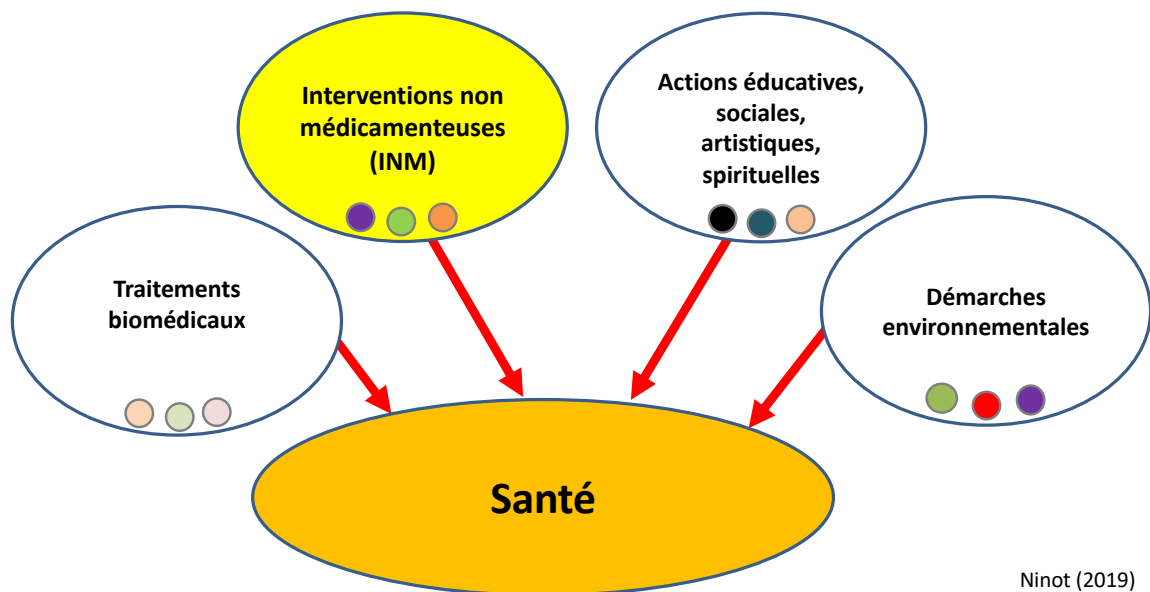 Interventions non
médicamenteuses
(INM)
Actions éducatives,
sociales,
artistiques,
spirituelles
Traitements
biomédicaux
Démarches
environnementales
Santé
Ninot (2019)